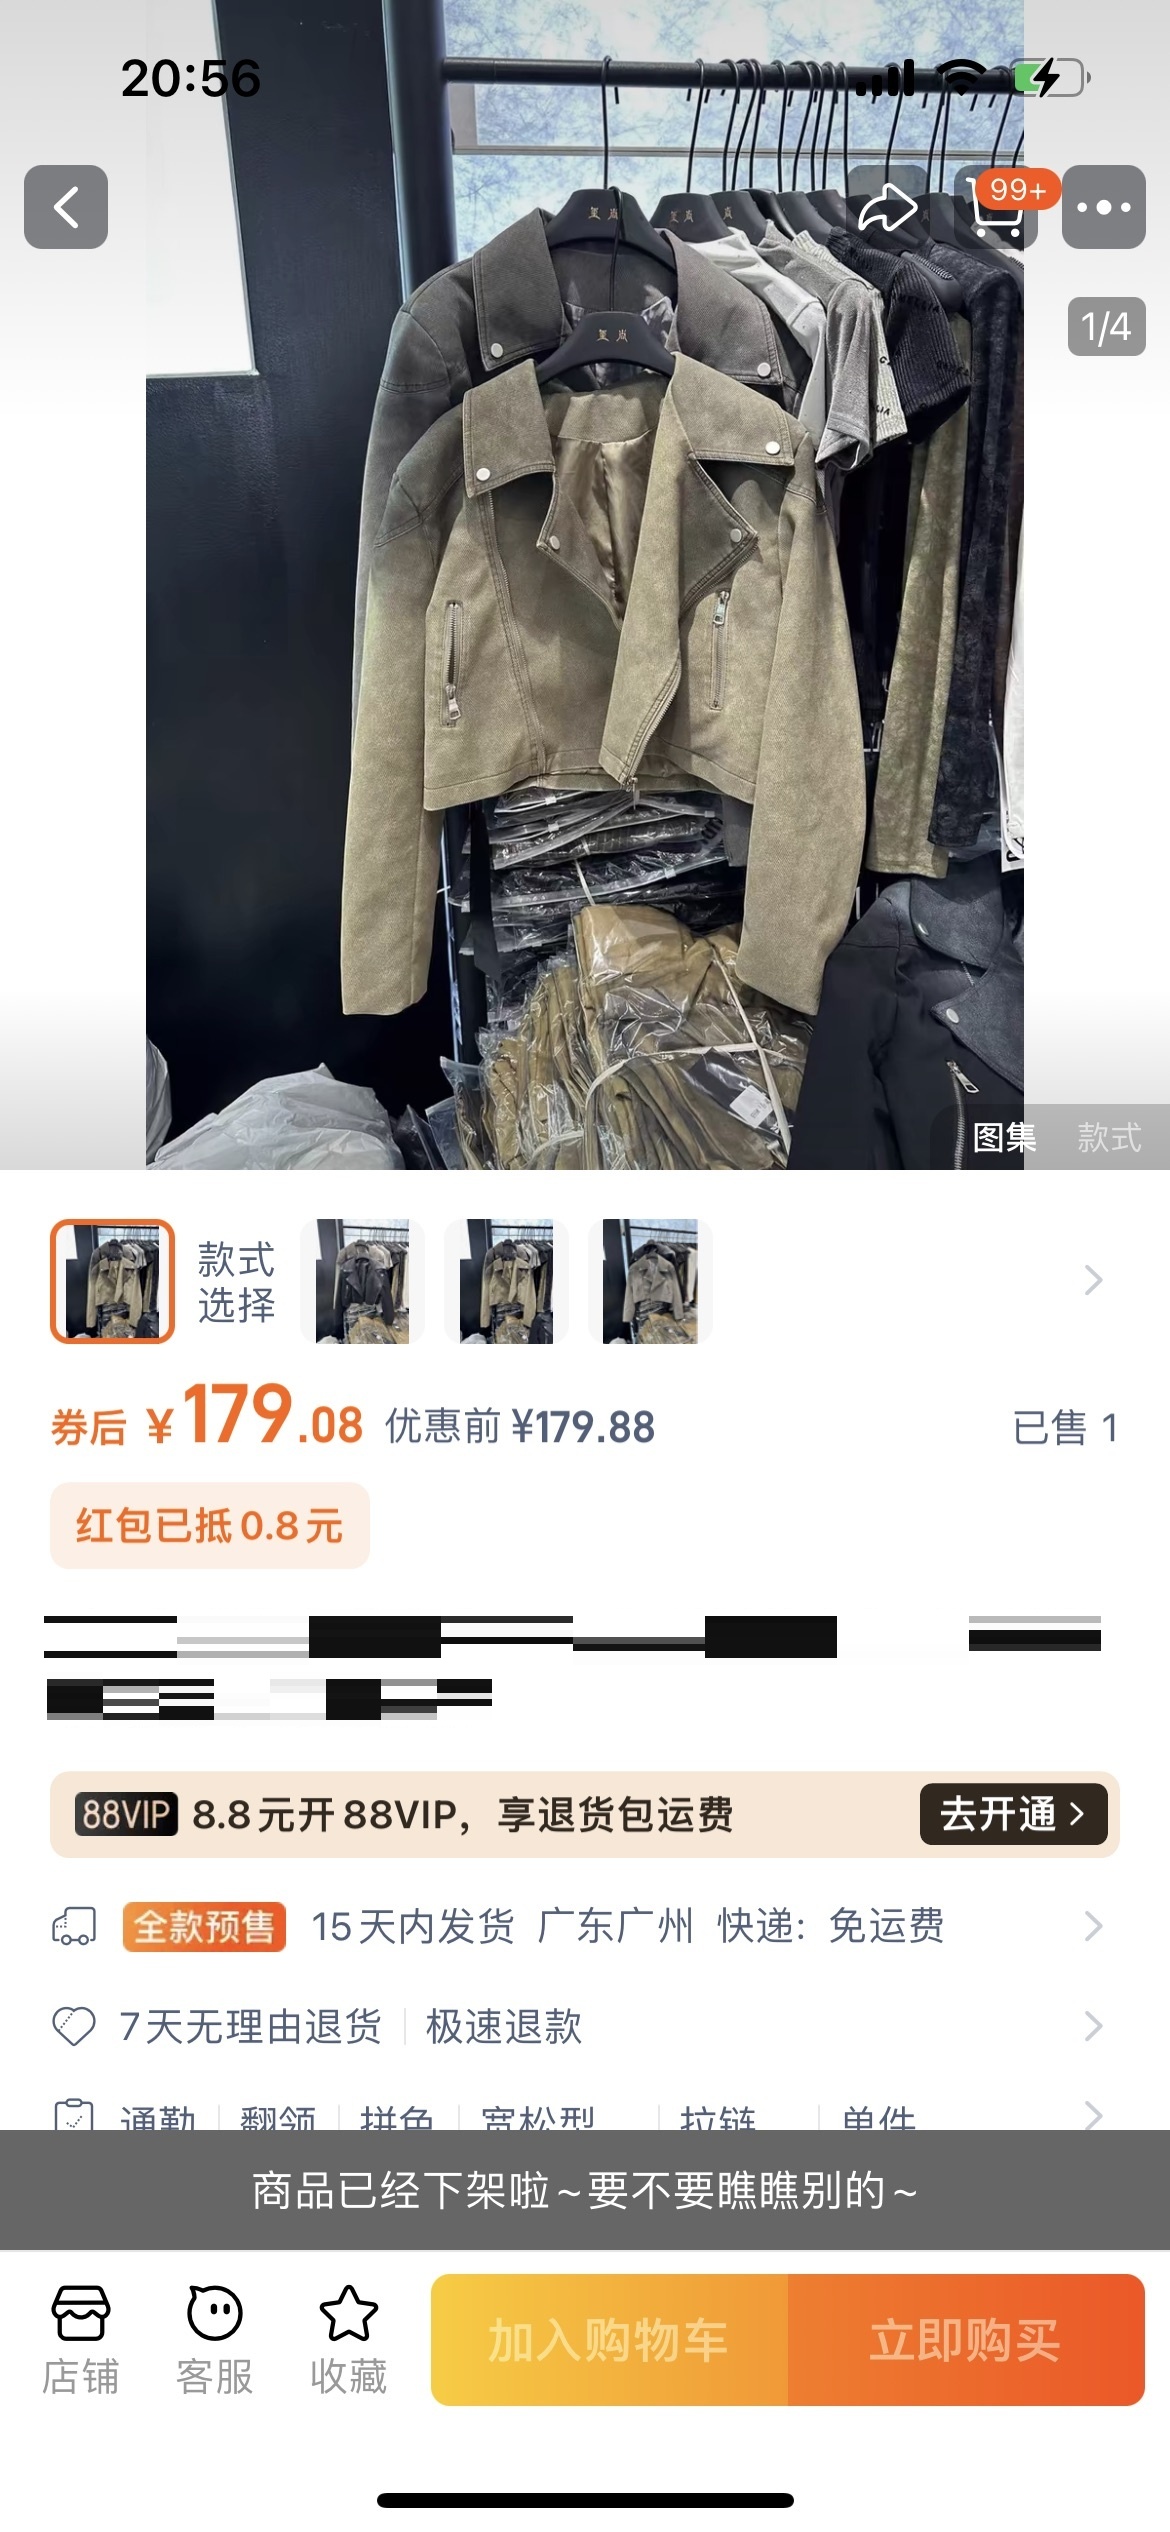 20:56
99+
1/4
图集 款式
款式
选择
券后 ¥179.08 优惠前 ¥179.88 已售 1
红包已抵0.8元
88VIP 8.8元开88VIP，享退货包运费 去开通
全款预售 15天内发货 广东广州 快递：免运费
7天无理由退货 极速退款
通勤 翻领 拼色 宽松型 拉链 单件
商品已经下架啦~要不要瞧瞧别的~
店铺 客服 收藏 加入购物车 立即购买